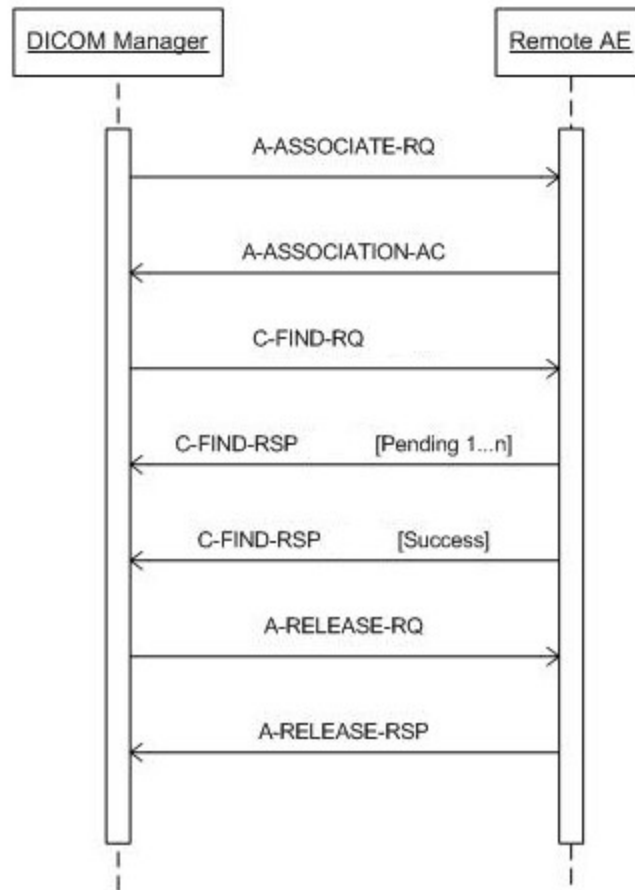 DICOM Manager
Remote AE
A-ASSOCIATE-RQ
A-ASSOCIATION-AC
C-FIND-RQ
C-FIND-RSP [Pending 1...n]
C-FIND-RSP [Success]
A-RELEASE-RQ
A-RELEASE-RSP